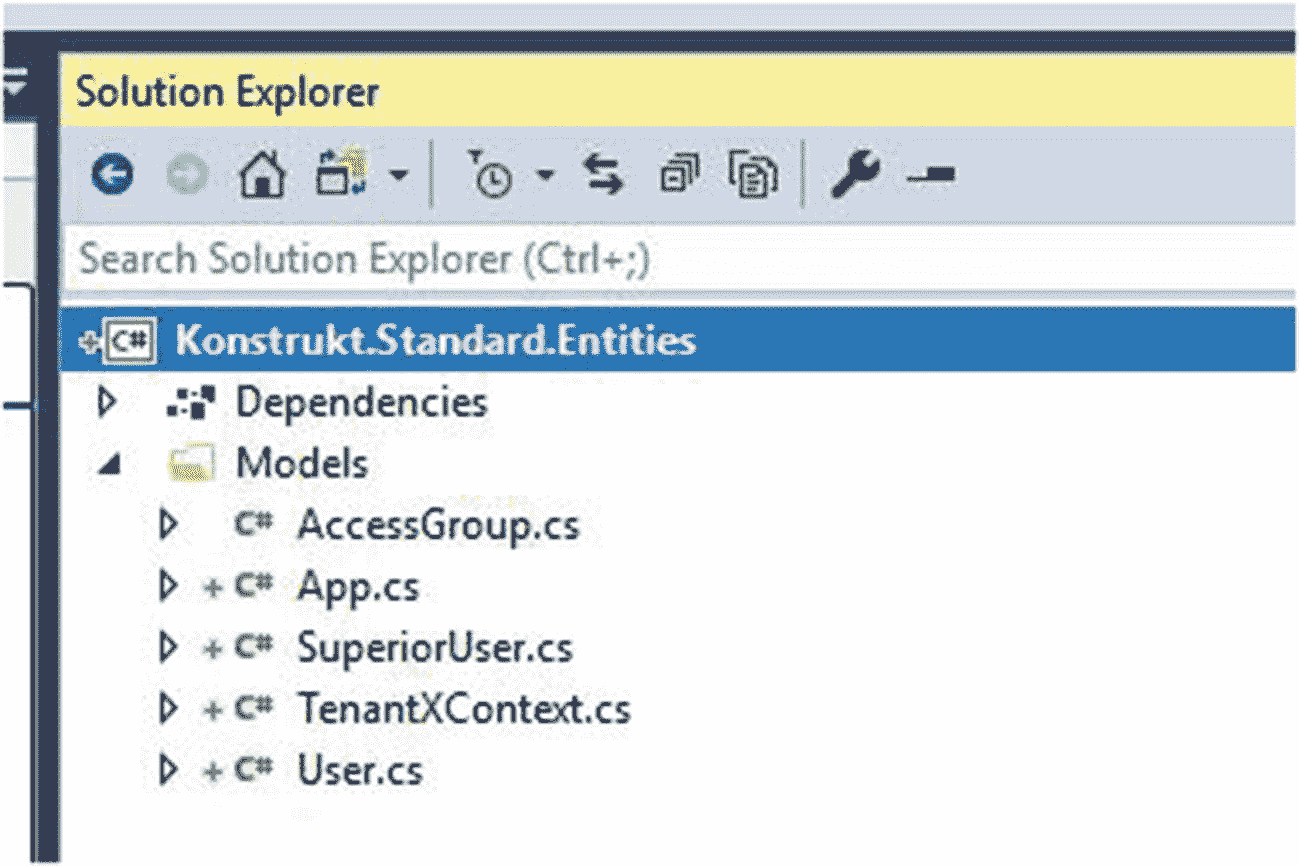 Solution Explorer
Search Solution Explorer (Ctrl+;)
C# Konstrukt.Standard.Entities
Dependencies
Models
C# AccessGroup.cs
+ C# App.cs
+ C# SuperiorUser.cs
+ C# TenantXContext.cs
+ C# User.cs